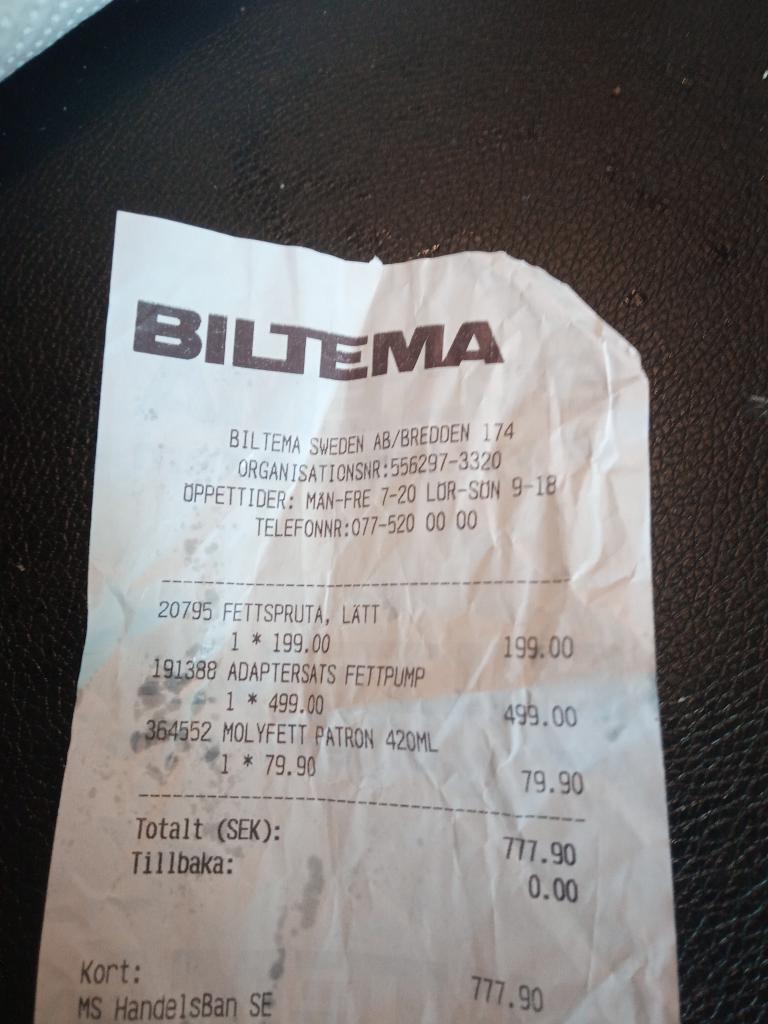 BILTEMA
BILTEMA SWEDEN AB/BREDDEN 174
ORGANISATIONSNR:556297-3320
ÖPPETTIDER: MÅN-FRE 7-20 LÖR-SÖN 9-18
TELEFONNR:077-520 00 00
20795 FETTSPRUTA, LÄTT
1 * 199.00 199.00
191388 ADAPTERSATS FETTPUMP
1 * 499.00 499.00
364552 MOLYFETT PATRON 420ML
1 * 79.90 79.90
Totalt (SEK): 777.90
Tillbaka: 0.00
Kort: 777.90
MS HandelsBan SE